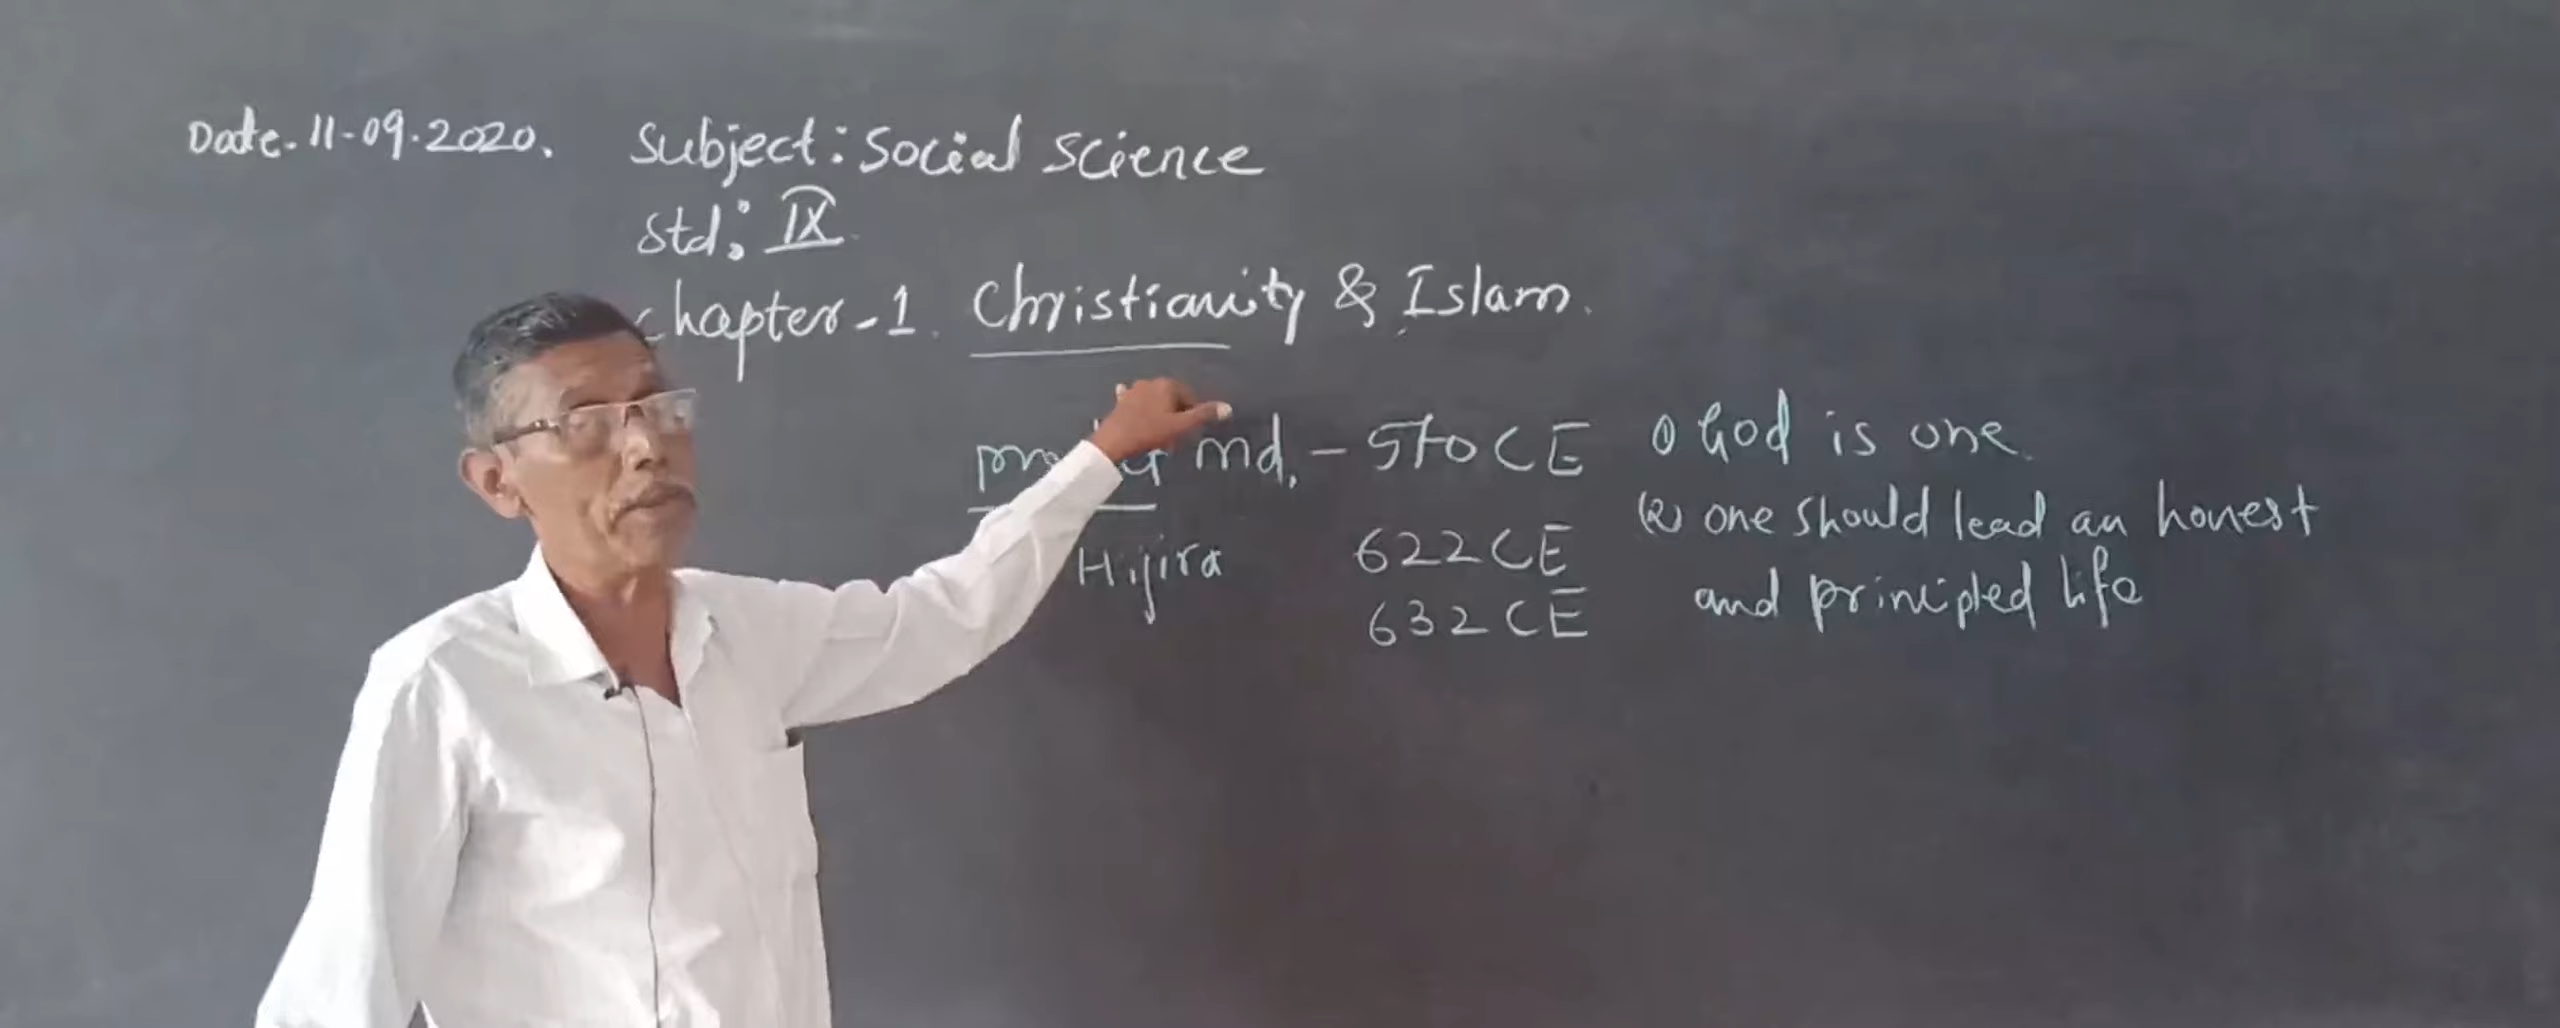 Date. 11-09.2020.
Subject: Social Science
Std: IX
Chapter-1. Christianity & Islam.
md. - 570 CE
Hijira 622 CE
632 CE
① God is one.
(2) one should lead an honest
and principled life